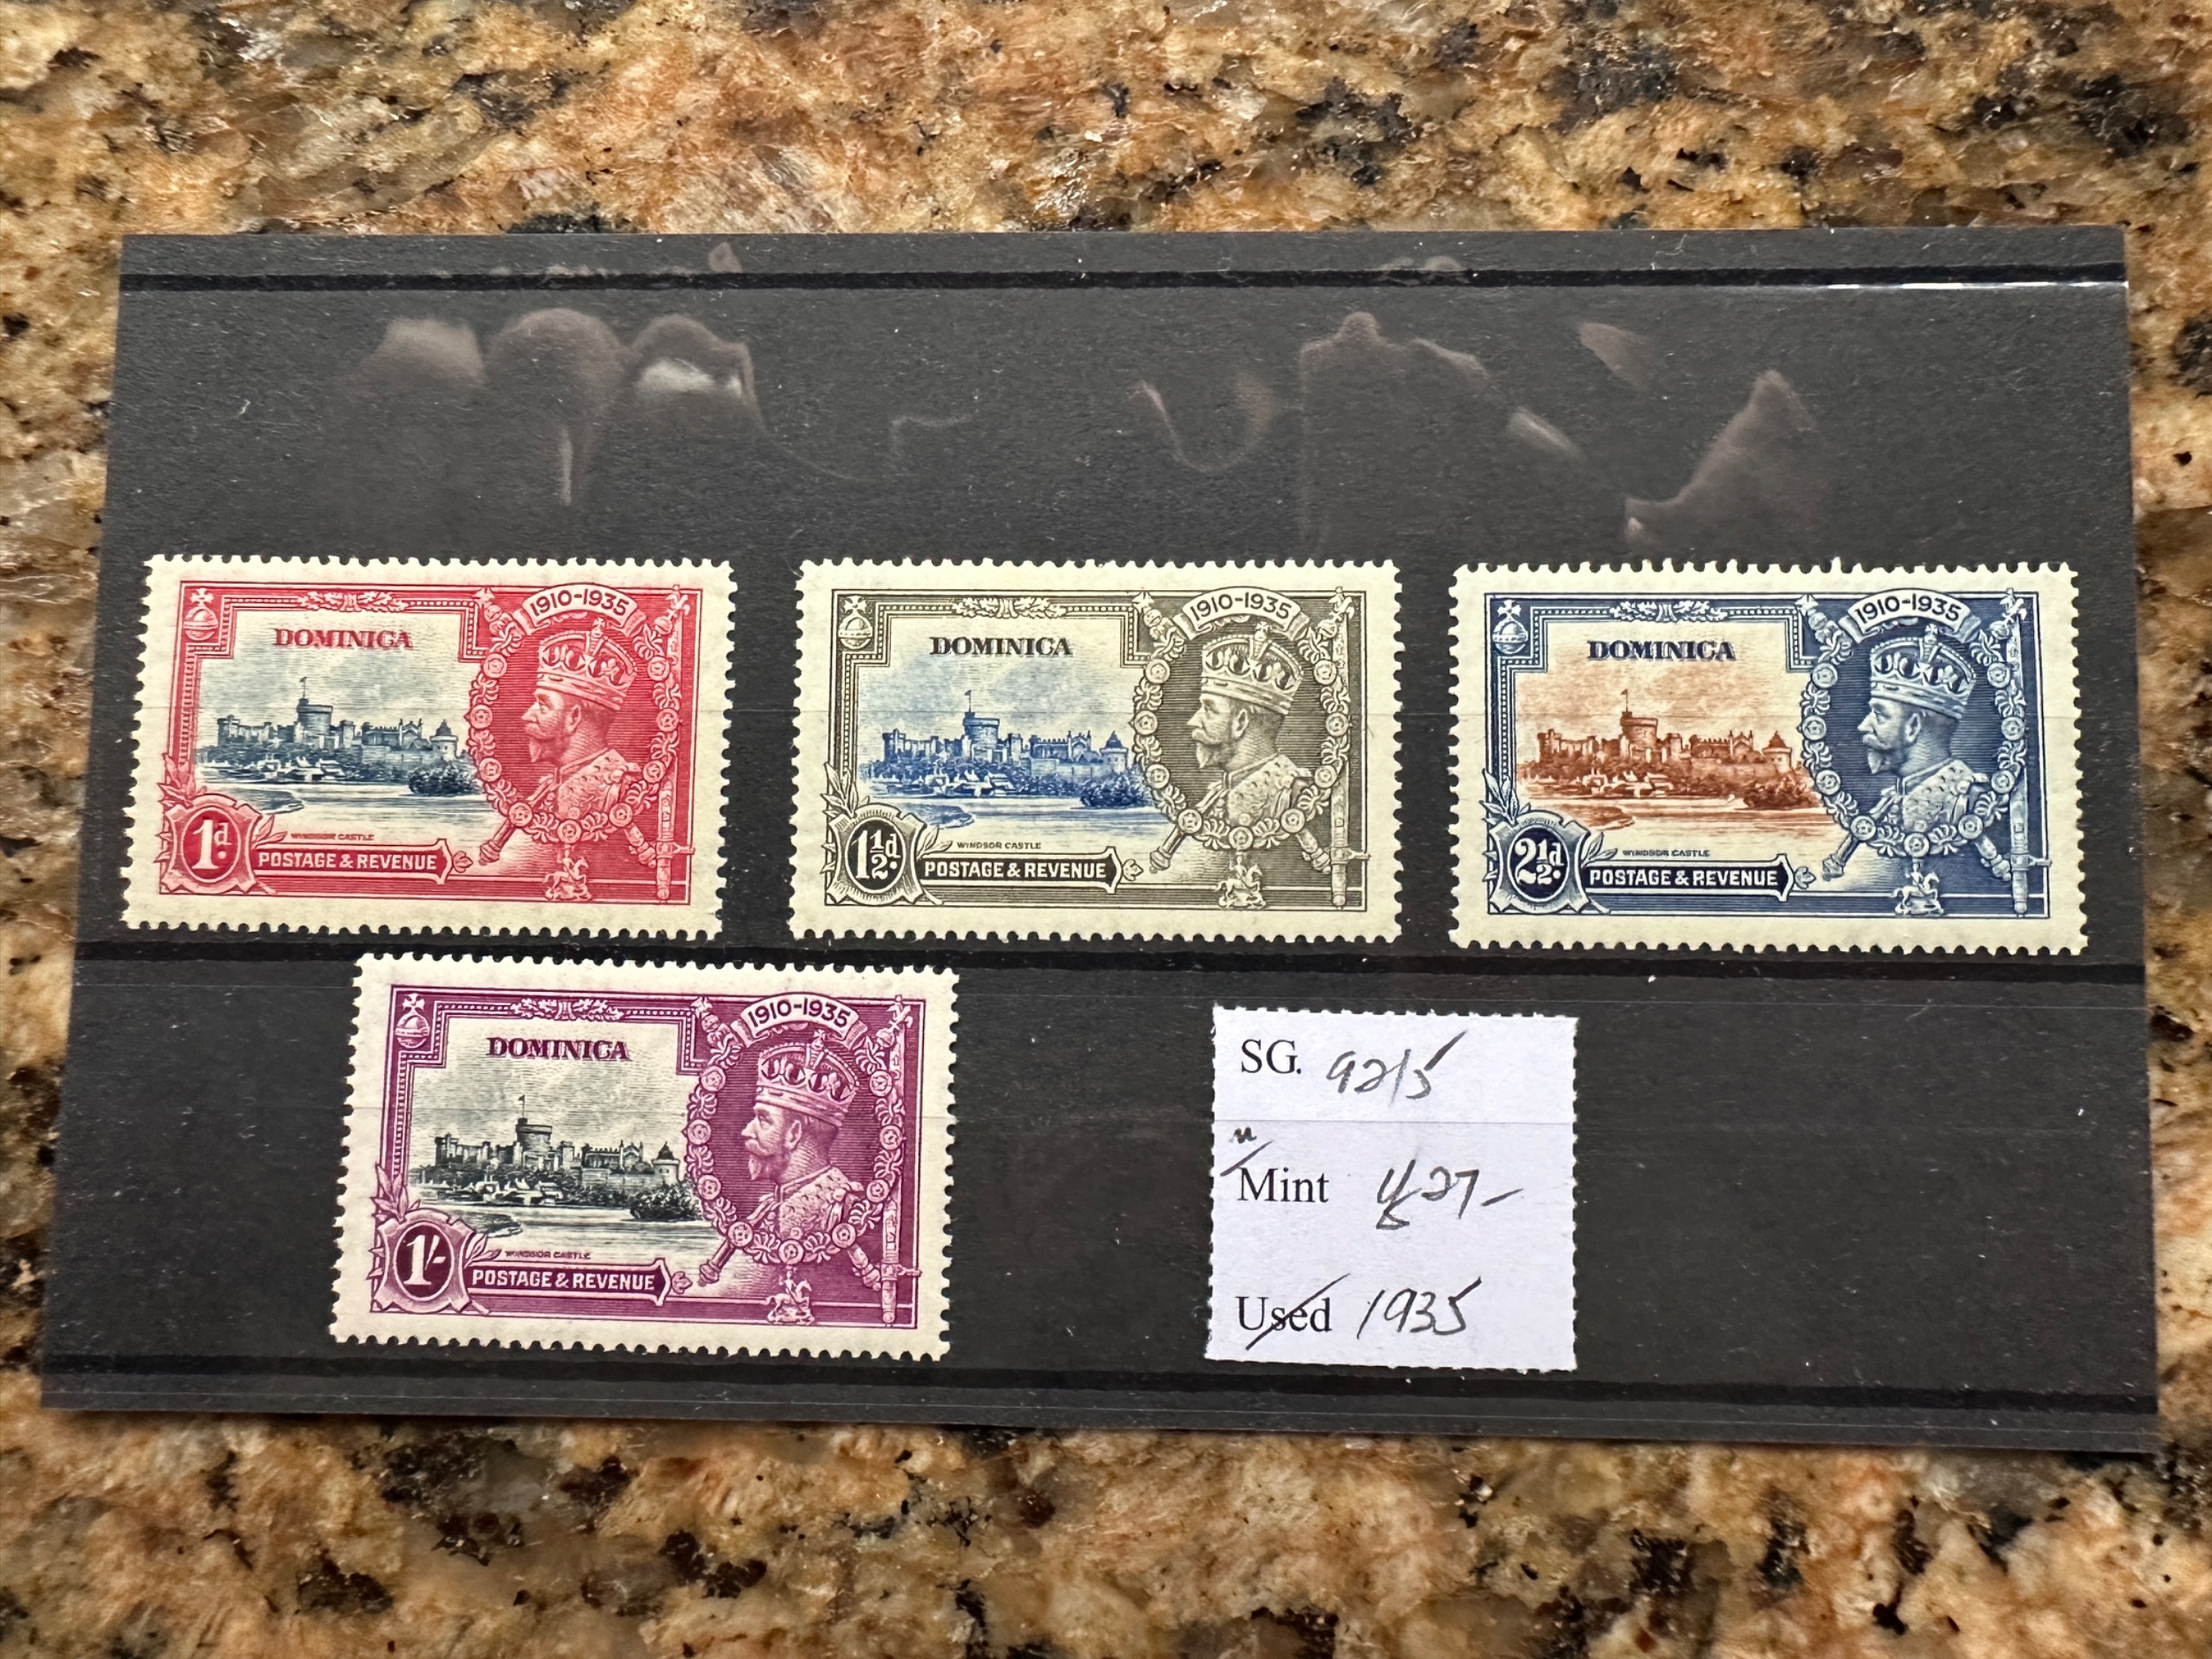 1910-1935
DOMINICA
WINDSOR CASTLE
1d.
POSTAGE & REVENUE
1910-1935
DOMINICA
WINDSOR CASTLE
1½d.
POSTAGE & REVENUE
1910-1935
DOMINICA
WINDSOR CASTLE
2½d.
POSTAGE & REVENUE
1910-1935
DOMINICA
WINDSOR CASTLE
1/-
POSTAGE & REVENUE
SG. 92/5
Mint 27-
Used 1935